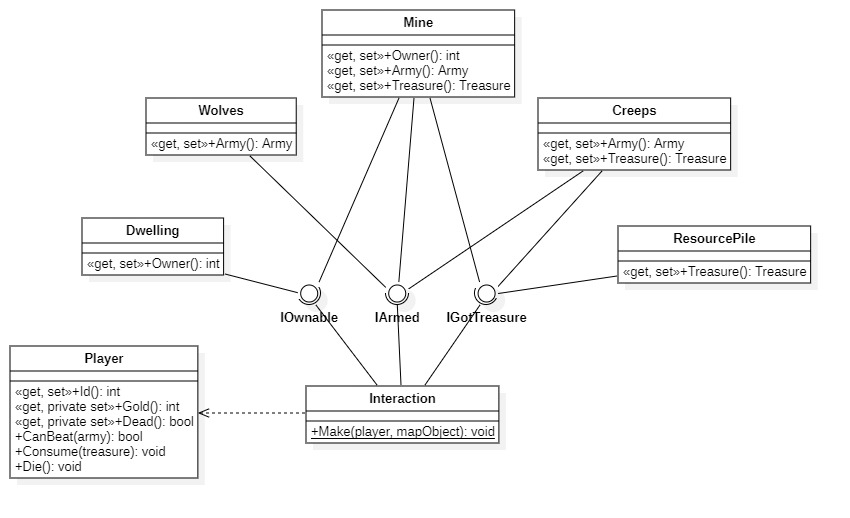 Mine
«get, set»+Owner(): int
«get, set»+Army(): Army
«get, set»+Treasure(): Treasure
Wolves
«get, set»+Army(): Army
Creeps
«get, set»+Army(): Army
«get, set»+Treasure(): Treasure
Dwelling
«get, set»+Owner(): int
ResourcePile
«get, set»+Treasure(): Treasure
IOwnable
IArmed
IGotTreasure
Player
«get, set»+Id(): int
«get, private set»+Gold(): int
«get, private set»+Dead(): bool
+CanBeat(army): bool
+Consume(treasure): void
+Die(): void
Interaction
+Make(player, mapObject): void